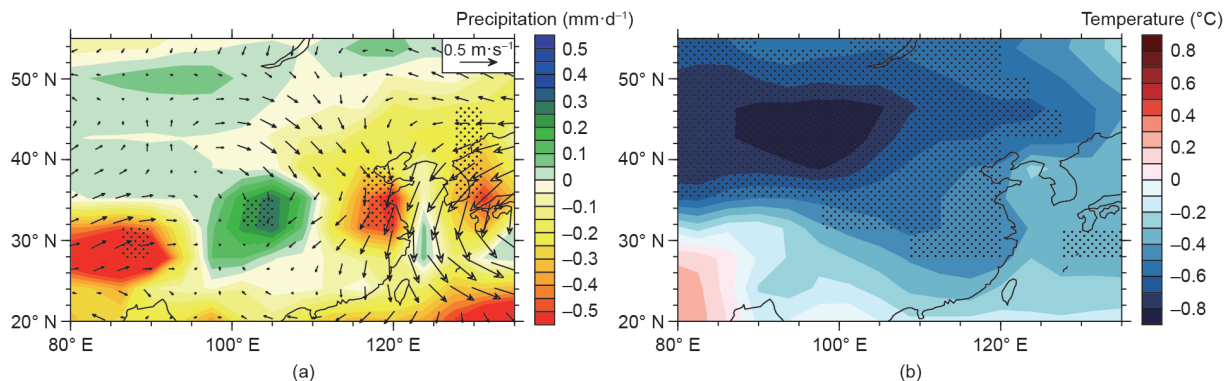 Precipitation (mm·d⁻¹)
0.5 m·s⁻¹
50° N
40° N
30° N
20° N
80° E
100° E
120° E
0.5
0.4
0.3
0.2
0.1
0
–0.1
–0.2
–0.3
–0.4
–0.5
(a)
Temperature (°C)
50° N
40° N
30° N
20° N
80° E
100° E
120° E
0.8
0.6
0.4
0.2
0
–0.2
–0.4
–0.6
–0.8
(b)